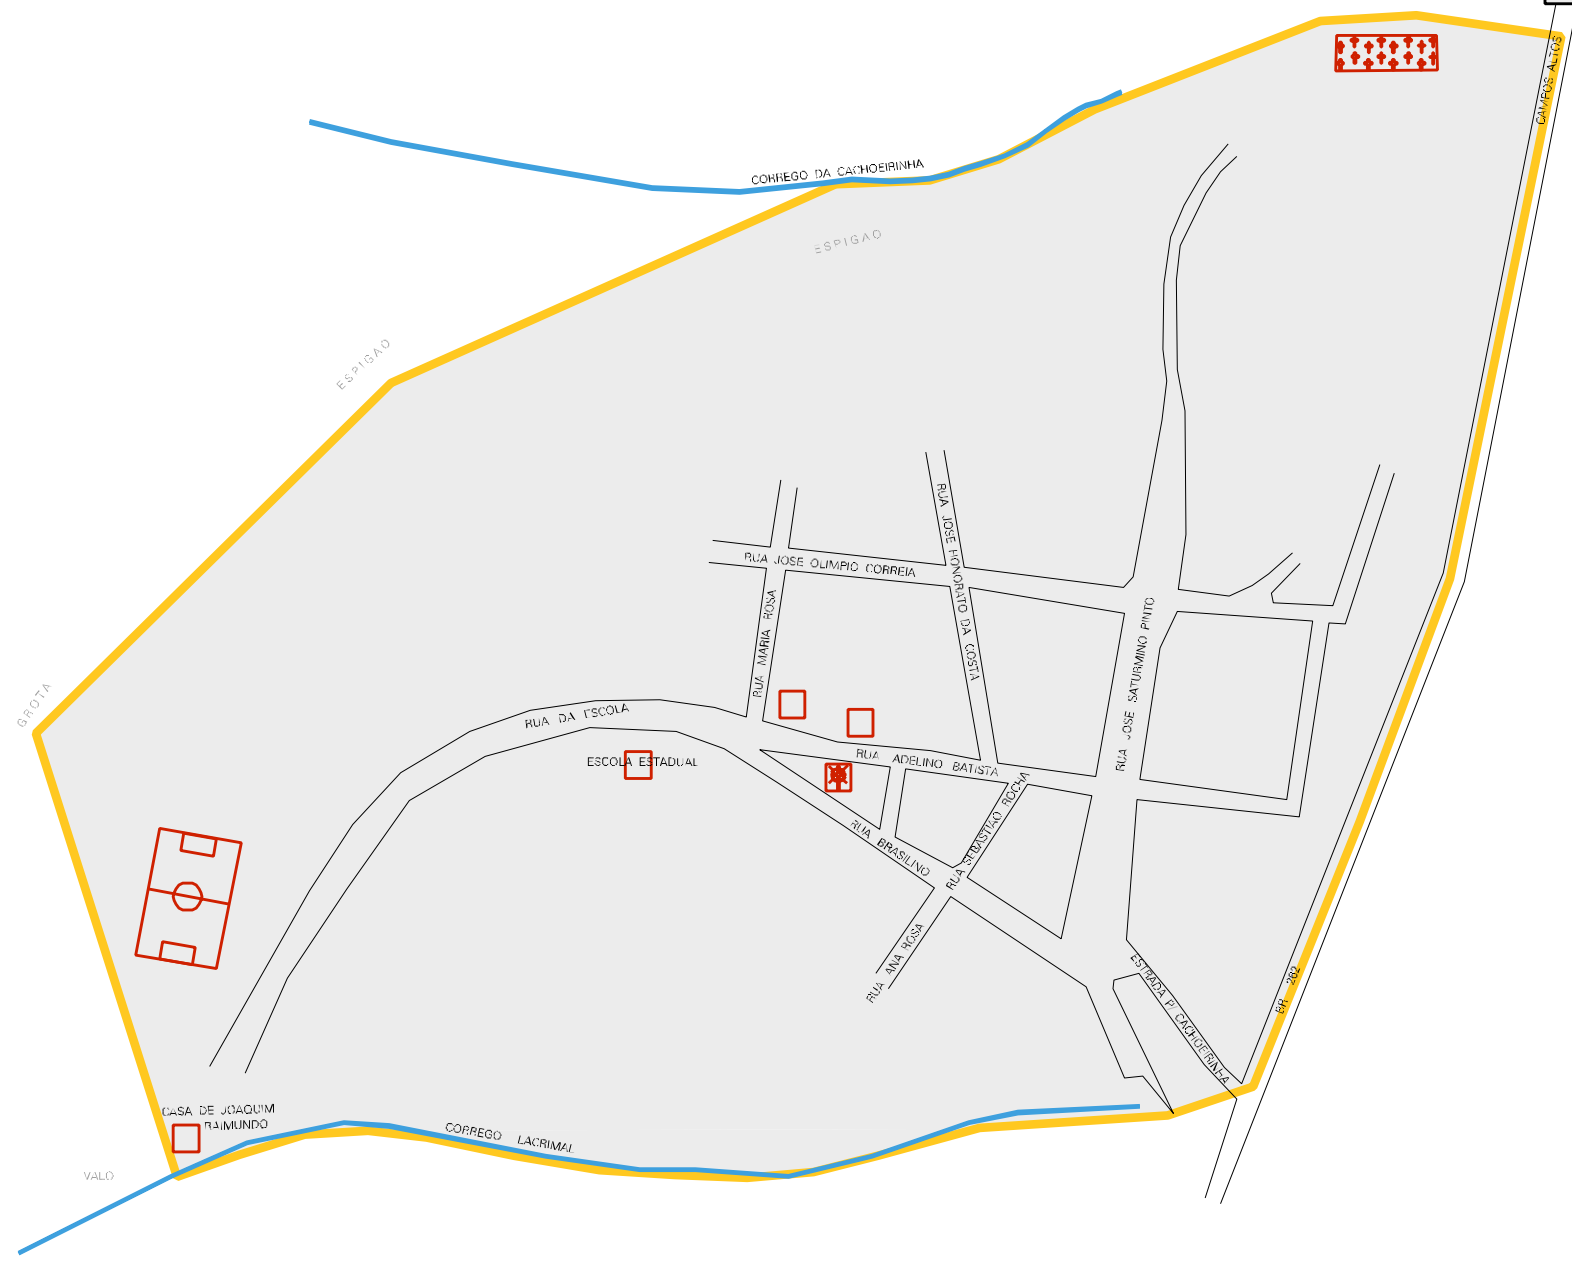 CAMPOS ALTOS
CORREGO DA CACHOEIRINHA
ESPIGAO
ESPIGAO
RUA JOSE HONORATO DA COSTA
RUA JOSE OLIMPIO CORREIA
RUA MARIA ROSA
RUA JOSE SATURMINO PINTO
GROTA
RUA DA ESCOLA
ESCOLA ESTADUAL
RUA ADELINO BATISTA
RUA SEBASTIAO ROCHA
RUA BRASILINO
RUA ANA ROSA
ESTRADA P/ CACHOEIRINHA
BR 262
CASA DE JOAQUIM
RAIMUNDO
CORREGO LACRIMAL
VALO